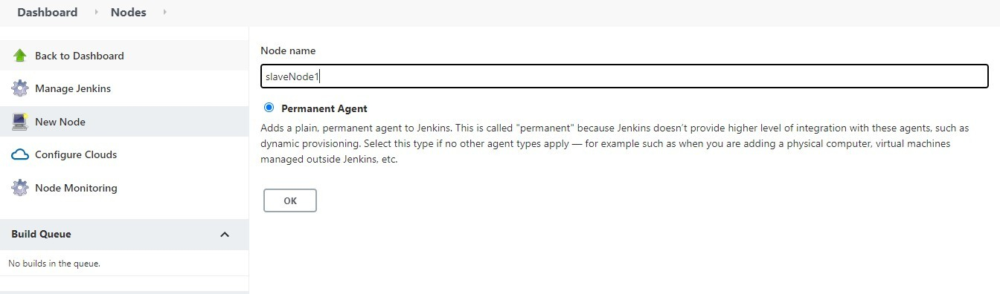 Dashboard
Nodes
Back to Dashboard
Manage Jenkins
New Node
Configure Clouds
Node Monitoring
Build Queue
No builds in the queue.
Node name
slaveNode1
Permanent Agent
Adds a plain, permanent agent to Jenkins. This is called "permanent" because Jenkins doesn’t provide higher level of integration with these agents, such as
dynamic provisioning. Select this type if no other agent types apply — for example such as when you are adding a physical computer, virtual machines
managed outside Jenkins, etc.
OK